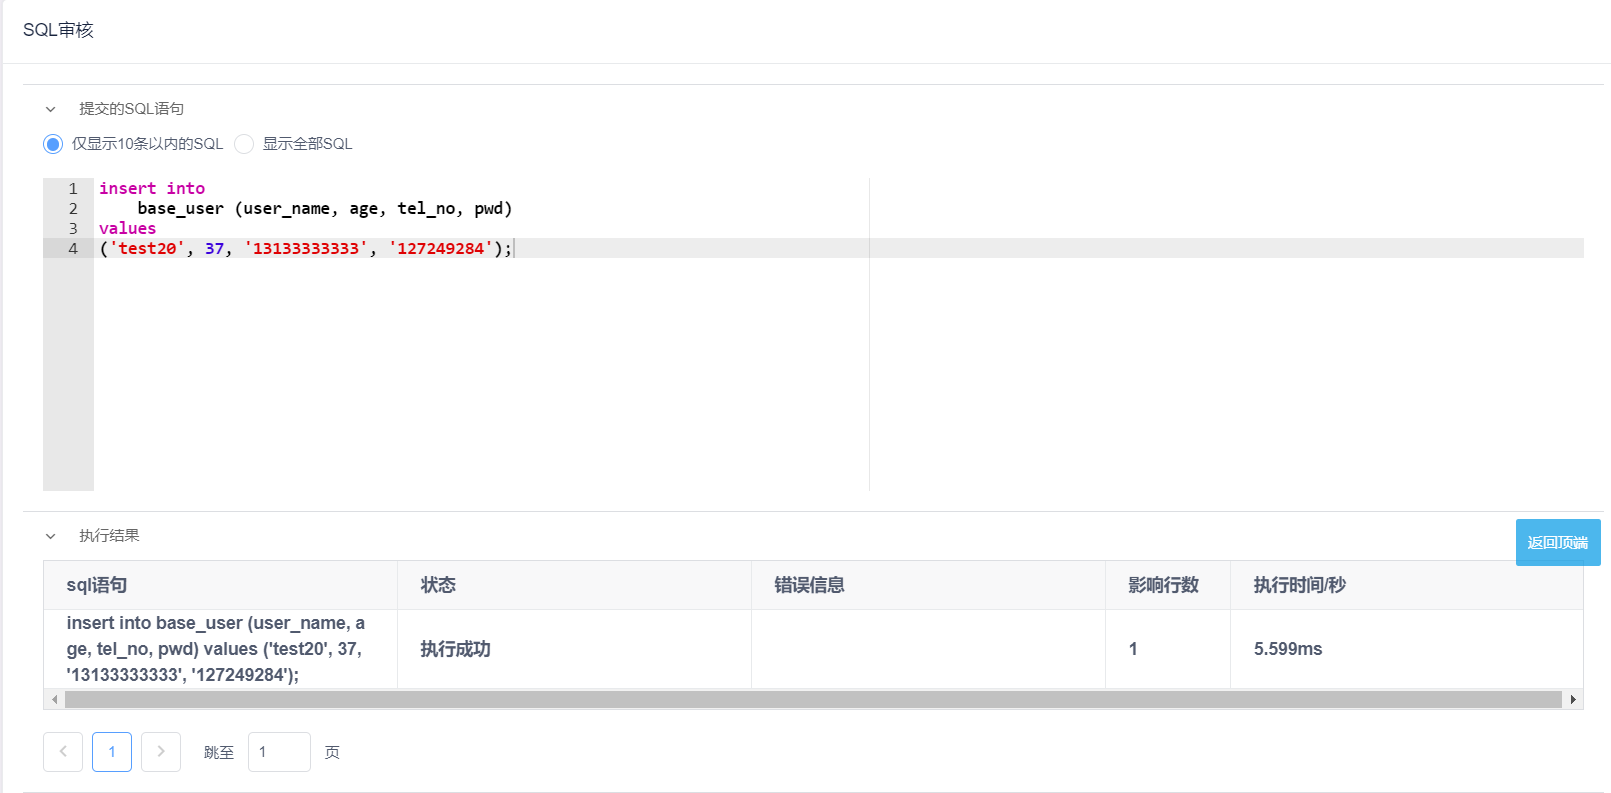 SQL审核
提交的SQL语句
仅显示10条以内的SQL 显示全部SQL
1 insert into
2 base_user (user_name, age, tel_no, pwd)
3 values
4 ('test20', 37, '13133333333', '127249284');
执行结果
返回顶端
sql语句 状态 错误信息 影响行数 执行时间/秒
insert into base_user (user_name, a
ge, tel_no, pwd) values ('test20', 37, 执行成功 1 5.599ms
'13133333333', '127249284');
1 跳至 1 页